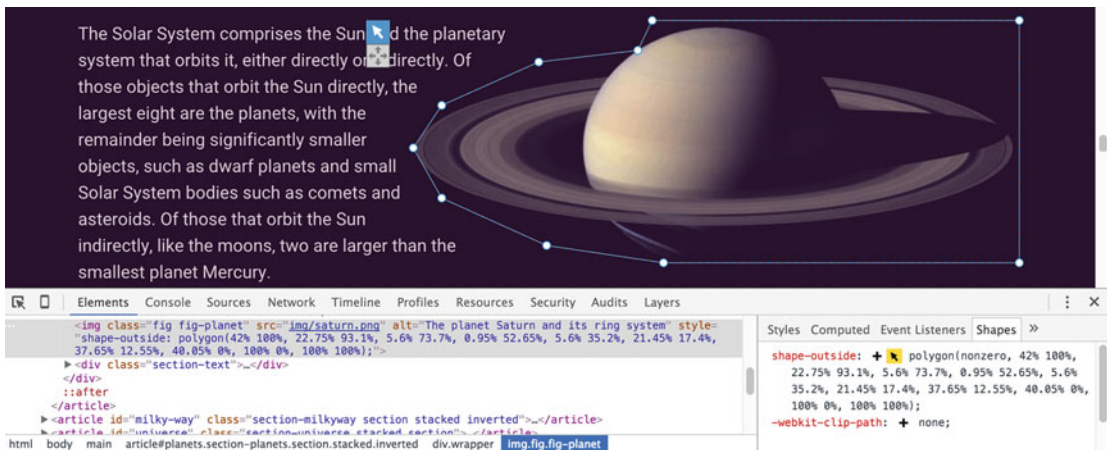 The Solar System comprises the Sun d the planetary
system that orbits it, either directly or directly. Of
those objects that orbit the Sun directly, the
largest eight are the planets, with the
remainder being significantly smaller
objects, such as dwarf planets and small
Solar System bodies such as comets and
asteroids. Of those that orbit the Sun
indirectly, like the moons, two are larger than the
smallest planet Mercury.
Elements Console Sources Network Timeline Profiles Resources Security Audits Layers
<img class="fig fig-planet" src="img/saturn.png" alt="The planet Saturn and its ring system" style=
"shape-outside: polygon(42% 100%, 22.75% 93.1%, 5.6% 73.7%, 0.95% 52.65%, 5.6% 35.2%, 21.45% 17.4%,
37.65% 12.55%, 40.05% 0%, 100% 0%, 100% 100%);">
▶<div class="section-text">…</div>
</div>
::after
</article>
▶<article id="milky-way" class="section-milkyway section stacked inverted">…</article>
▶<article id="universe" class="section-universe stacked section">…</article>
html body main article#planets.section-planets.section.stacked.inverted div.wrapper img.fig.fig-planet
Styles Computed Event Listeners Shapes »
shape-outside: polygon(nonzero, 42% 100%,
22.75% 93.1%, 5.6% 73.7%, 0.95% 52.65%, 5.6%
35.2%, 21.45% 17.4%, 37.65% 12.55%, 40.05% 0%,
100% 0%, 100% 100%);
-webkit-clip-path: + none;